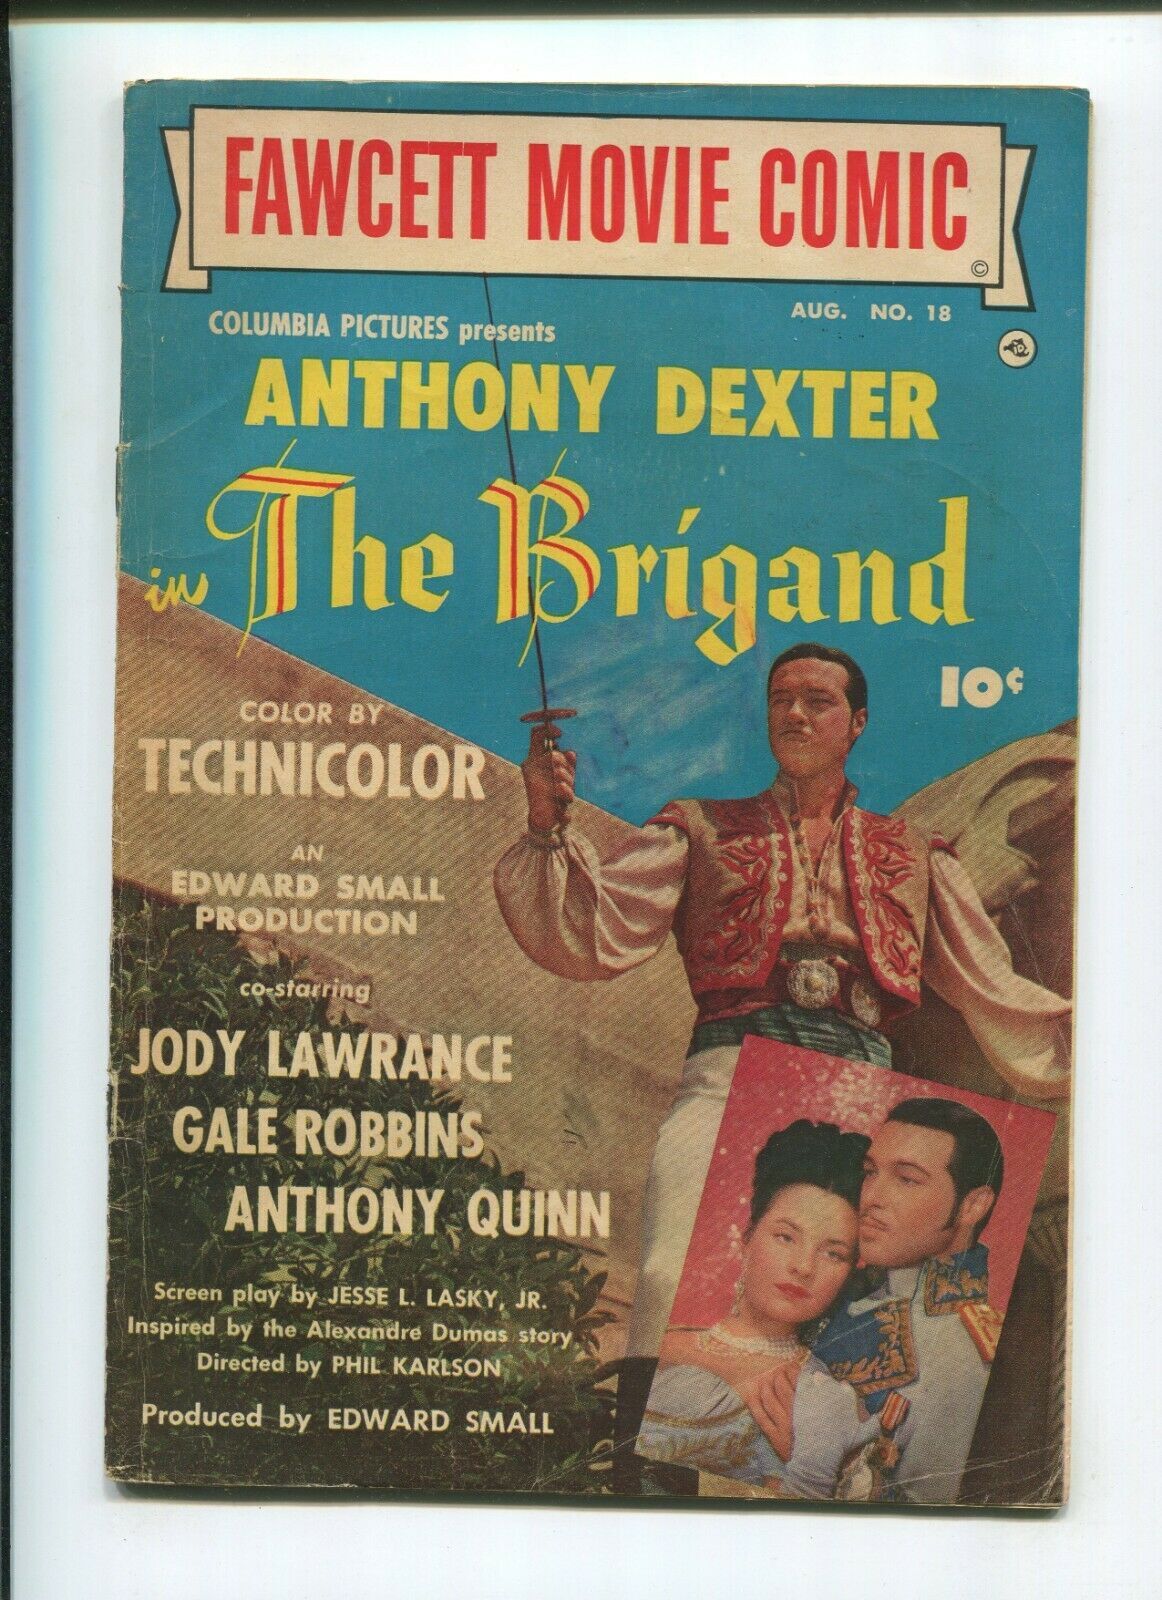 FAWCETT MOVIE COMIC
©
AUG. NO. 18
COLUMBIA PICTURES presents
ANTHONY DEXTER
in The Brigand
10¢
COLOR BY
TECHNICOLOR
AN
EDWARD SMALL
PRODUCTION
co-starring
JODY LAWRANCE
GALE ROBBINS
ANTHONY QUINN
Screen play by JESSE L. LASKY, JR.
Inspired by the Alexandre Dumas story
Directed by PHIL KARLSON
Produced by EDWARD SMALL